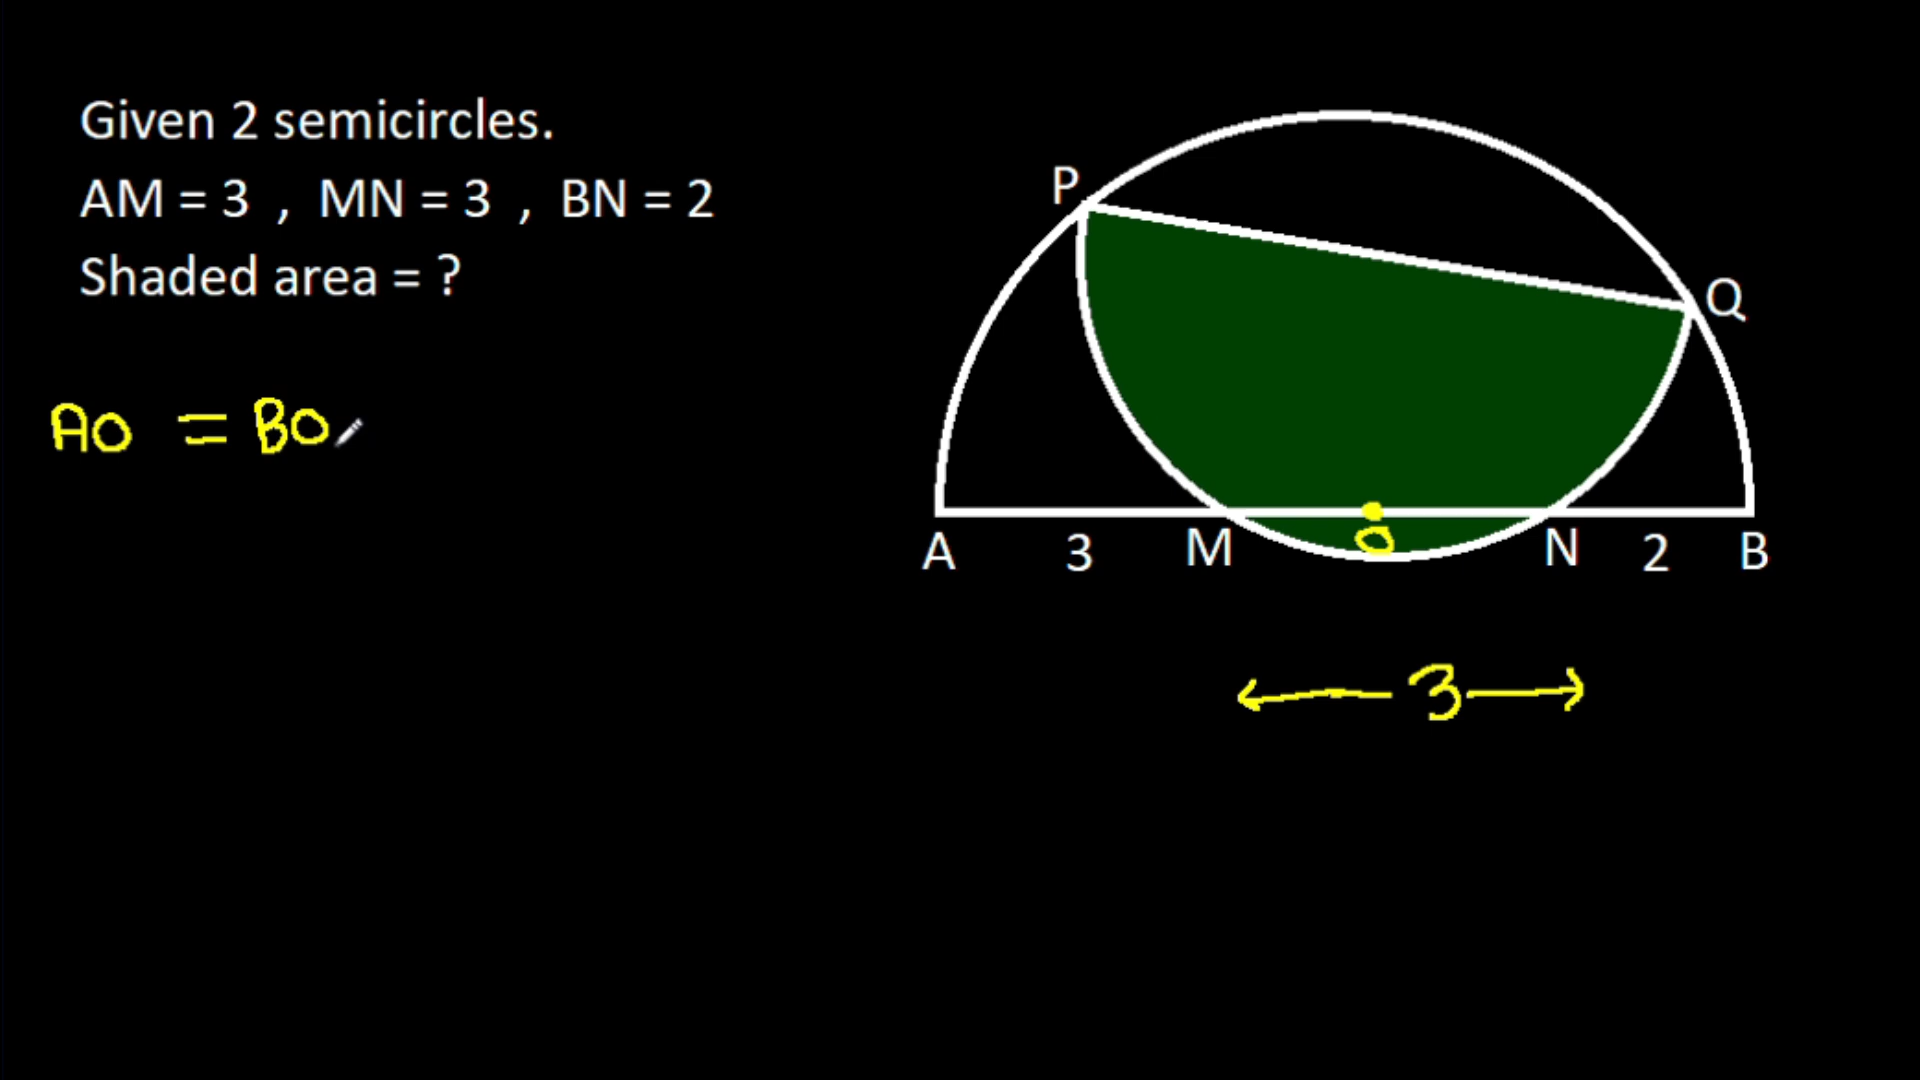 Given 2 semicircles.
AM = 3 , MN = 3 , BN = 2
Shaded area = ?
AO = BO
P
Q
O
A 3 M N 2 B
3